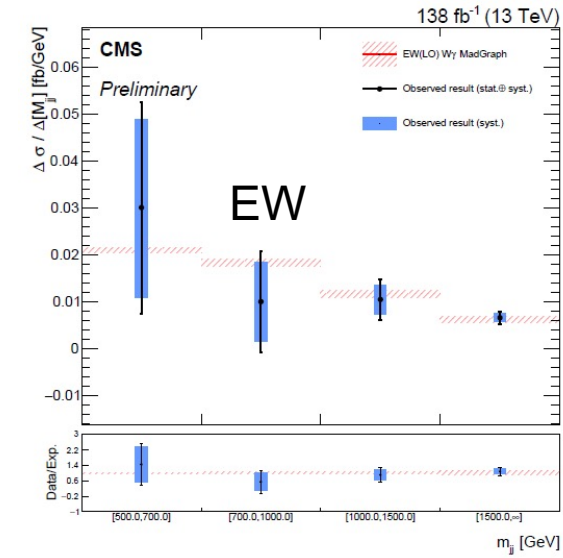 138 fb-1 (13 TeV)
CMS
Preliminary
EW(LO) Wγ MadGraph
Observed result (stat.⊕ syst.)
Observed result (syst.)
EW
Δ σ / Δ[M_jj] [fb/GeV]
0.06
0.05
0.04
0.03
0.02
0.01
0
−0.01
Data/Exp.
3
2.2
1.4
0.6
−0.2
−1
[500.0,700.0]
[700.0,1000.0]
[1000.0,1500.0]
[1500.0,∞]
m_jj [GeV]